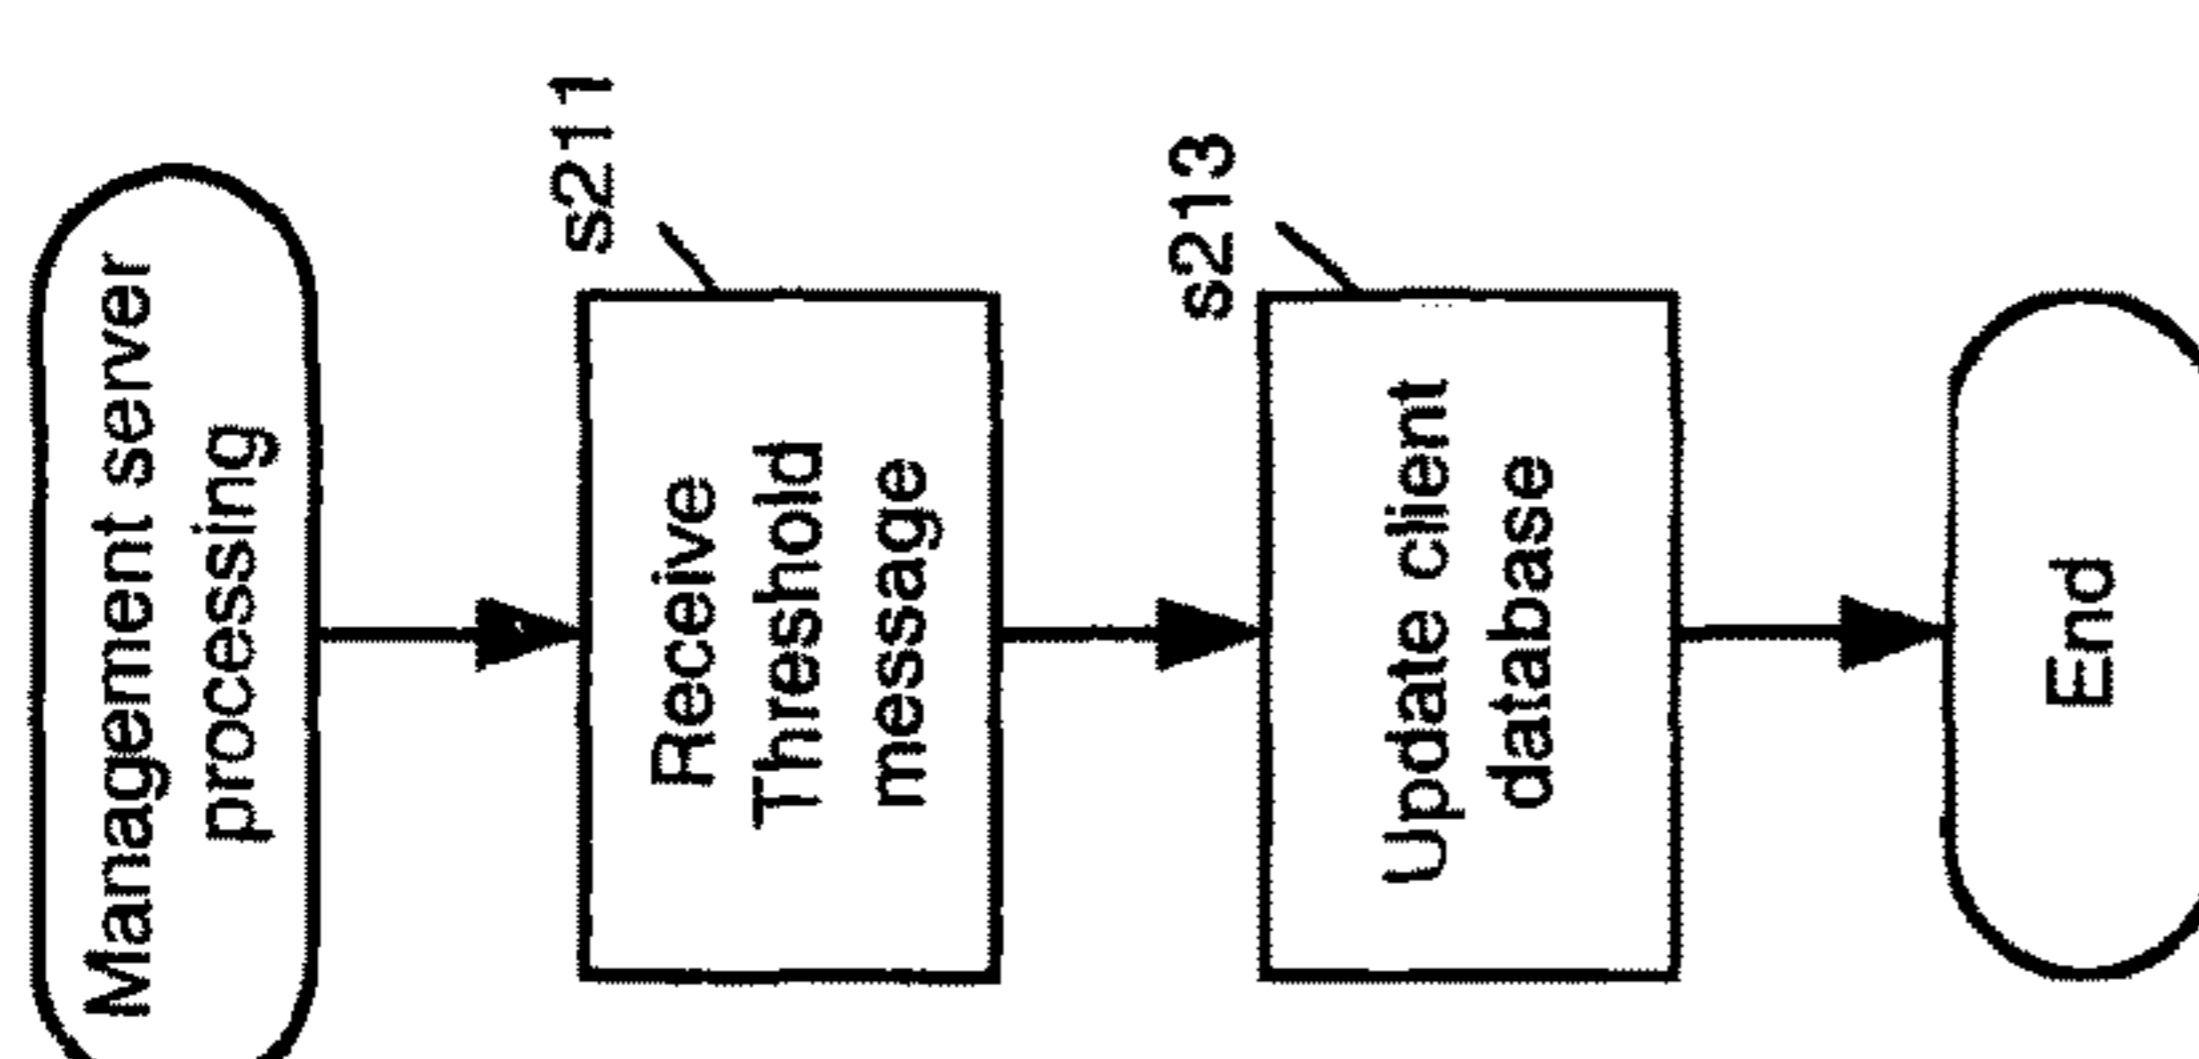 Management server
processing
s211
Receive
Threshold
message
s213
Update client
database
End